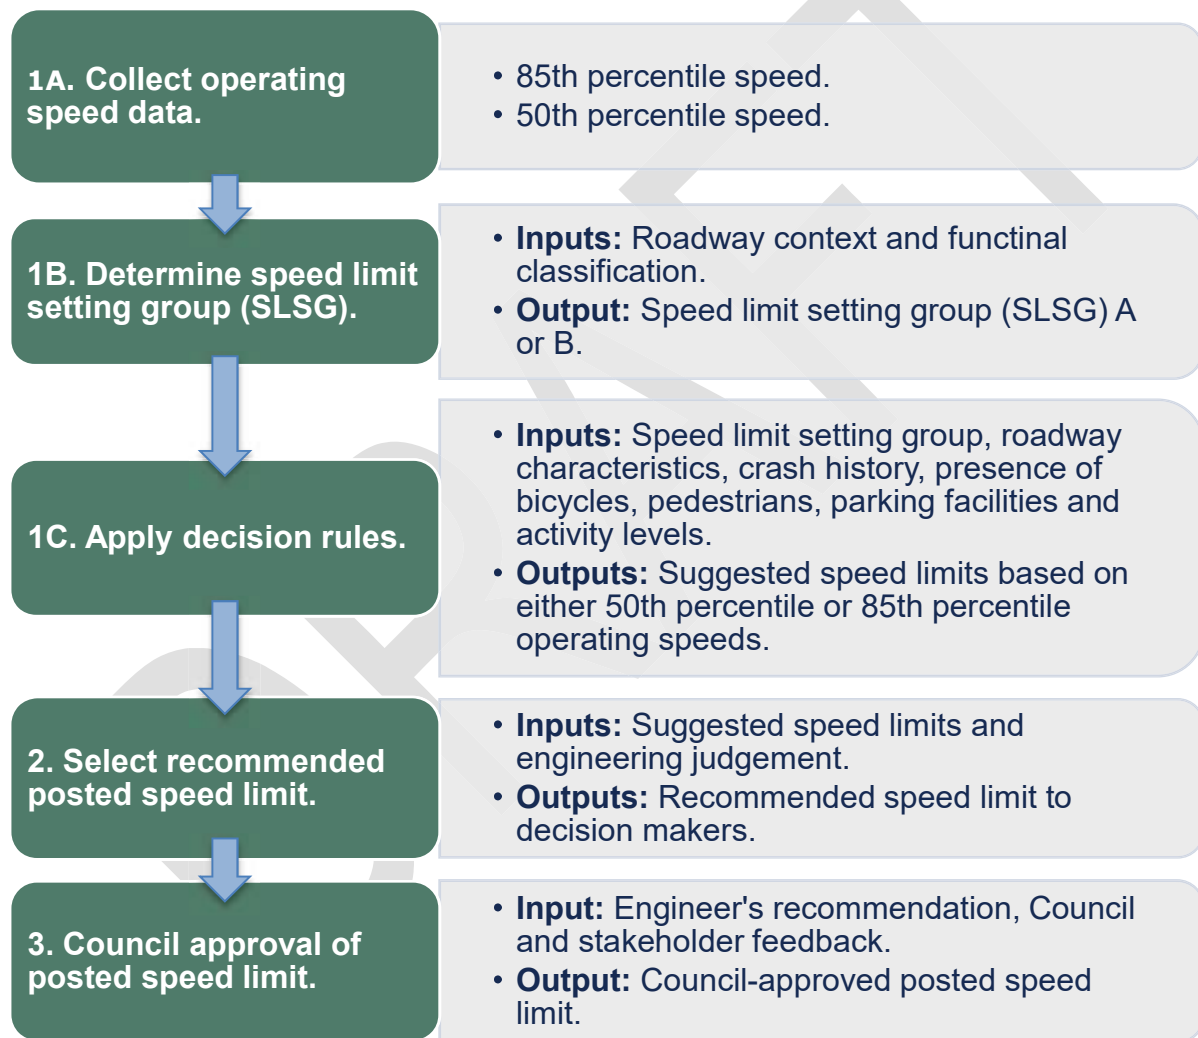 1A. Collect operating
speed data.
• 85th percentile speed.
• 50th percentile speed.
1B. Determine speed limit
setting group (SLSG).
• Inputs: Roadway context and functinal
classification.
• Output: Speed limit setting group (SLSG) A
or B.
1C. Apply decision rules.
• Inputs: Speed limit setting group, roadway
characteristics, crash history, presence of
bicycles, pedestrians, parking facilities and
activity levels.
• Outputs: Suggested speed limits based on
either 50th percentile or 85th percentile
operating speeds.
2. Select recommended
posted speed limit.
• Inputs: Suggested speed limits and
engineering judgement.
• Outputs: Recommended speed limit to
decision makers.
3. Council approval of
posted speed limit.
• Input: Engineer's recommendation, Council
and stakeholder feedback.
• Output: Council-approved posted speed
limit.
DRAFT